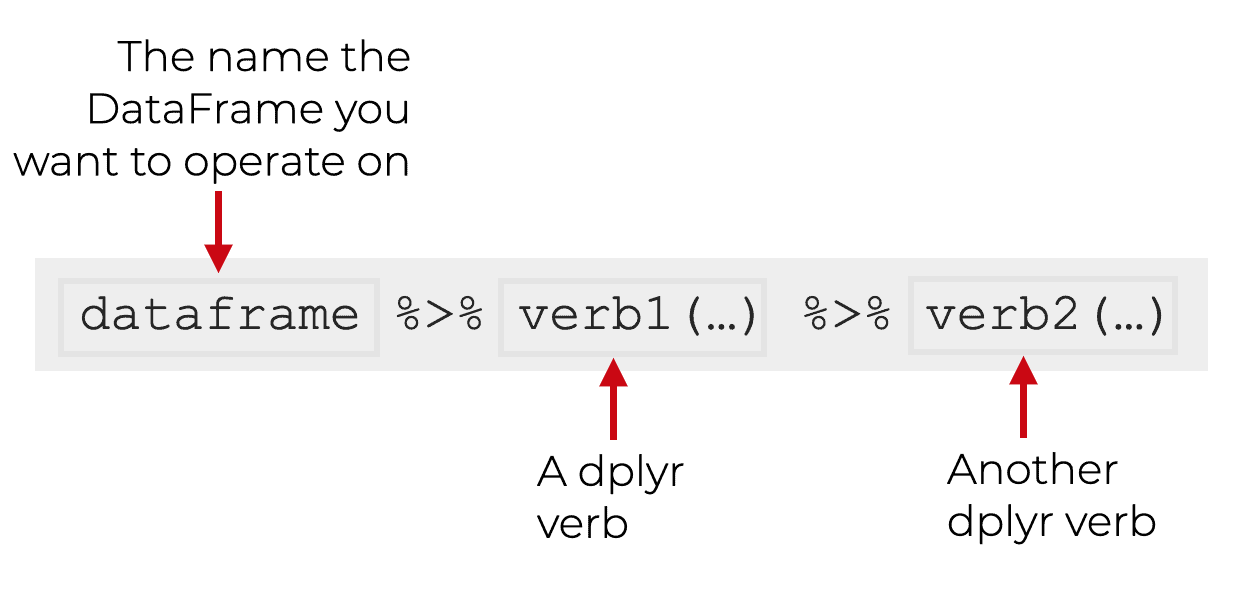 The name the
DataFrame you
want to operate on
dataframe %>% verb1(…) %>% verb2(…)
A dplyr
verb
Another
dplyr verb